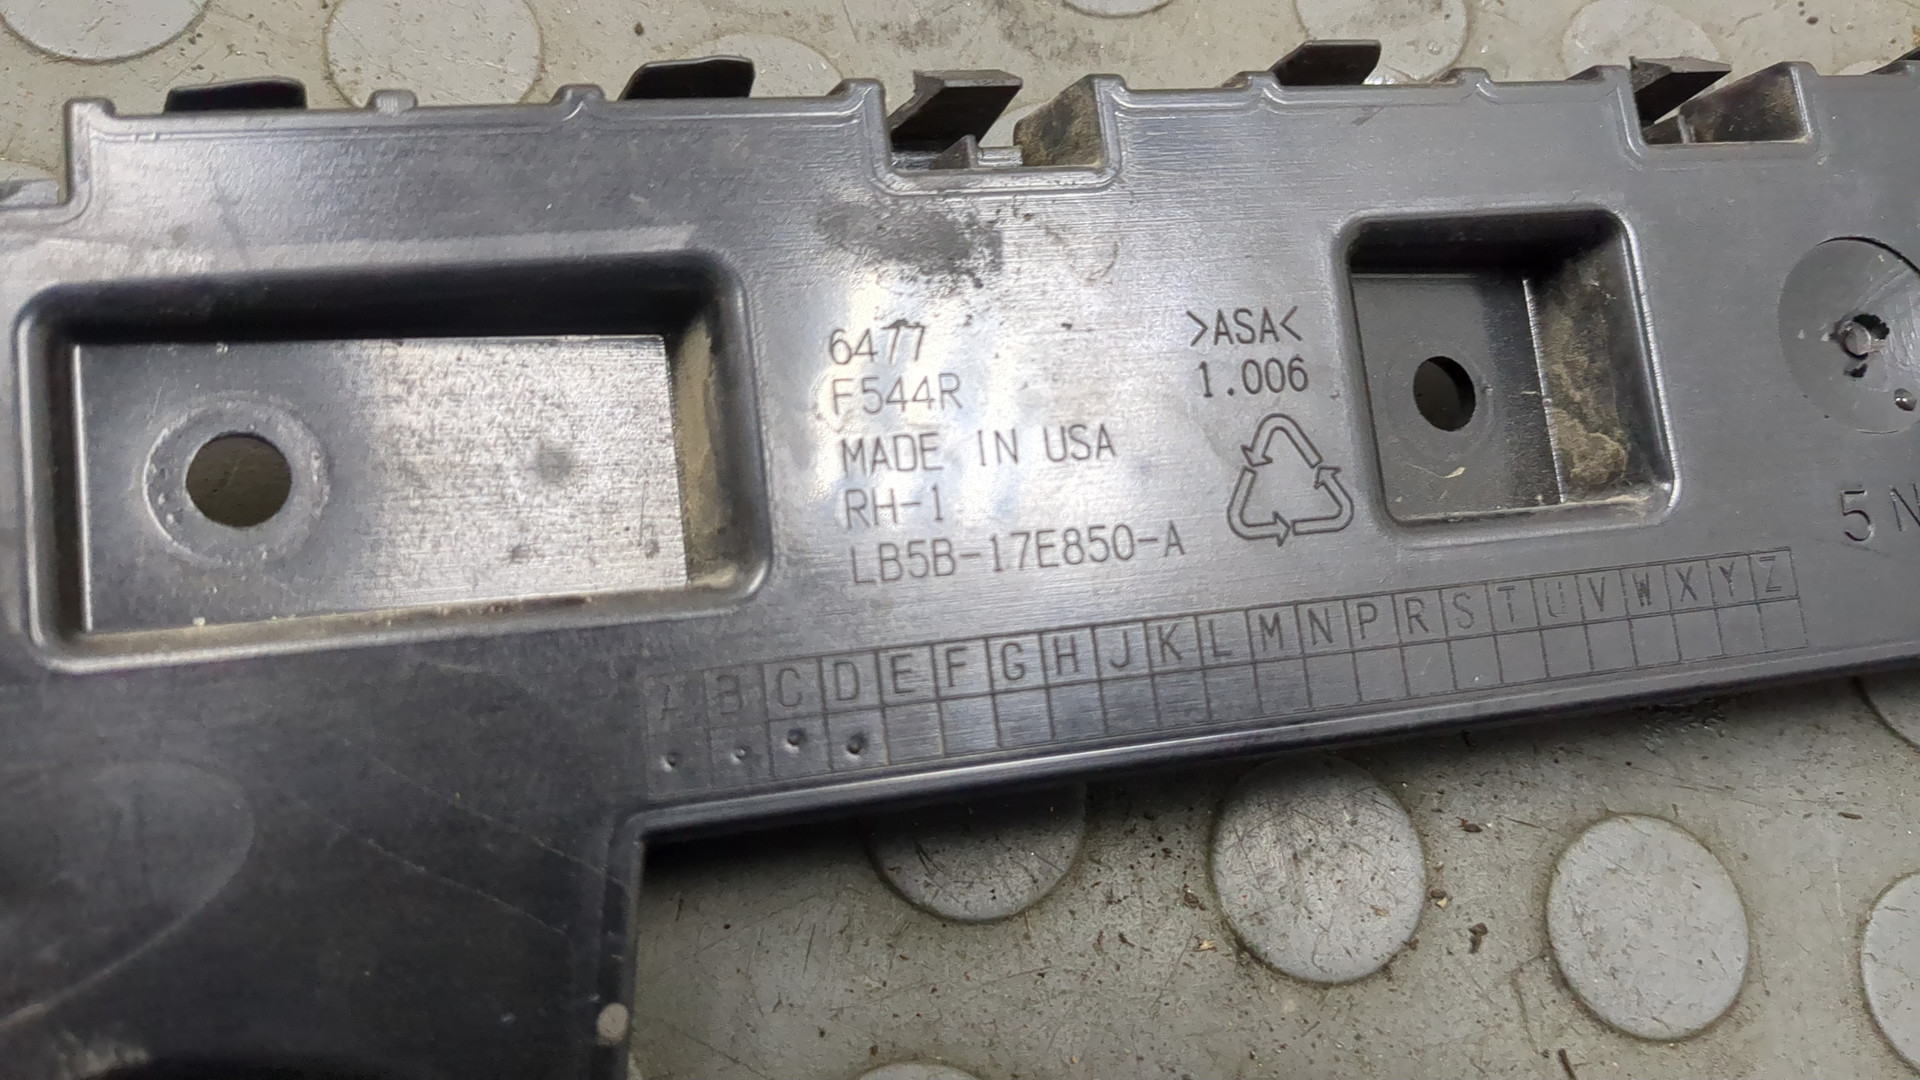 6477
F544R
MADE IN USA
RH-1
LB5B-17E850-A
>ASA<
1.006
5 N
A B C D E F G H J K L M N P R S T U V W X Y Z